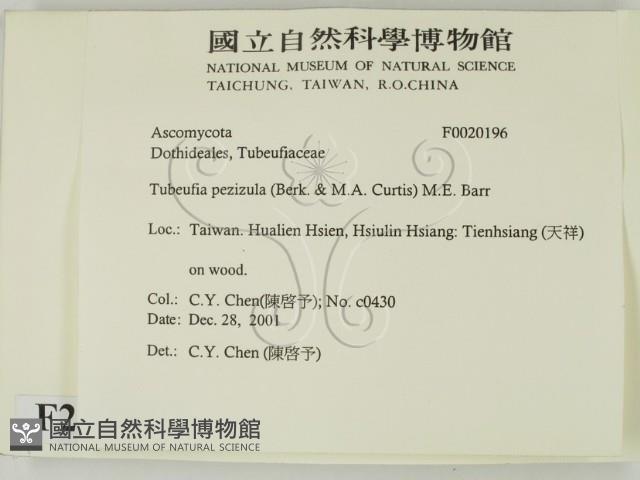 國立自然科學博物館
NATIONAL MUSEUM OF NATURAL SCIENCE
TAICHUNG, TAIWAN, R.O.CHINA
Ascomycota F0020196
Dothideales, Tubeufiaceae
Tubeufia pezizula (Berk. & M.A. Curtis) M.E. Barr
Loc.: Taiwan. Hualien Hsien, Hsiulin Hsiang: Tienhsiang (天祥)
on wood.
Col.: C.Y. Chen(陳啓予); No. c0430
Date: Dec. 28, 2001
Det.: C.Y. Chen (陳啓予)
F2
國立自然科學博物館
NATIONAL MUSEUM OF NATURAL SCIENCE